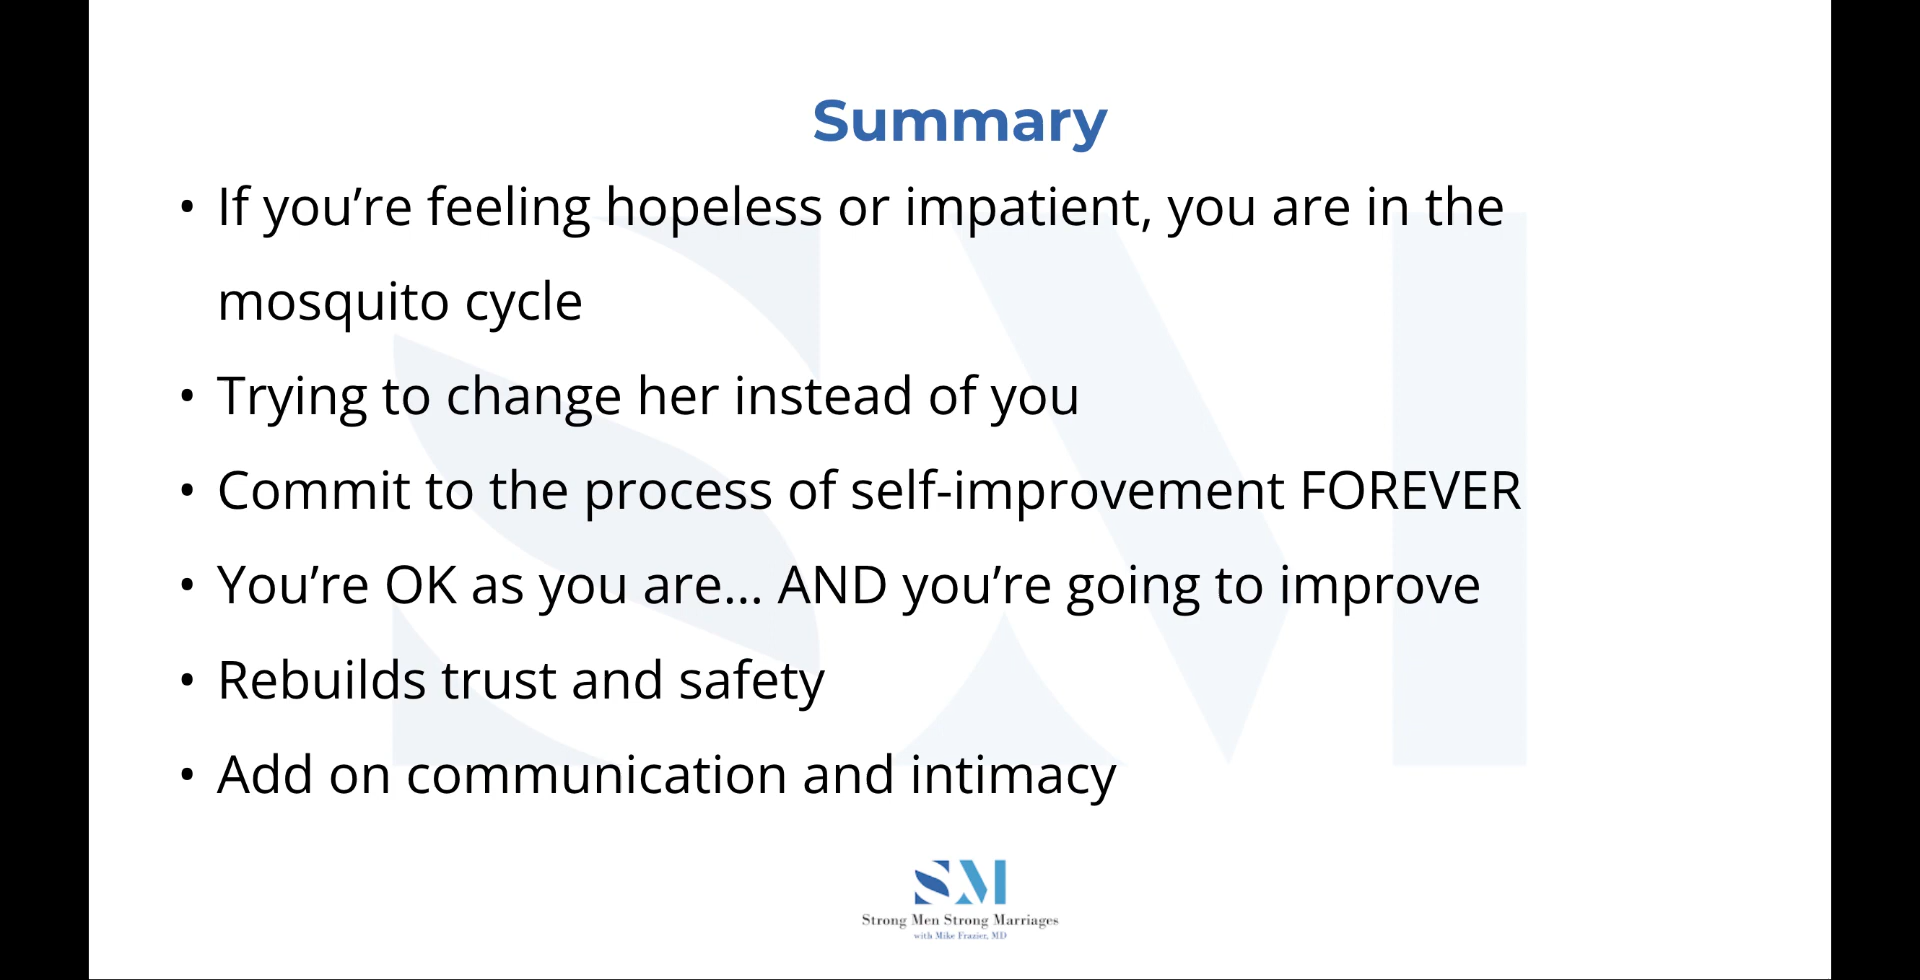 Summary
• If you’re feeling hopeless or impatient, you are in the
mosquito cycle
• Trying to change her instead of you
• Commit to the process of self-improvement FOREVER
• You’re OK as you are... AND you’re going to improve
• Rebuilds trust and safety
• Add on communication and intimacy
SM
Strong Men Strong Marriages
with Mike Frazier, MD